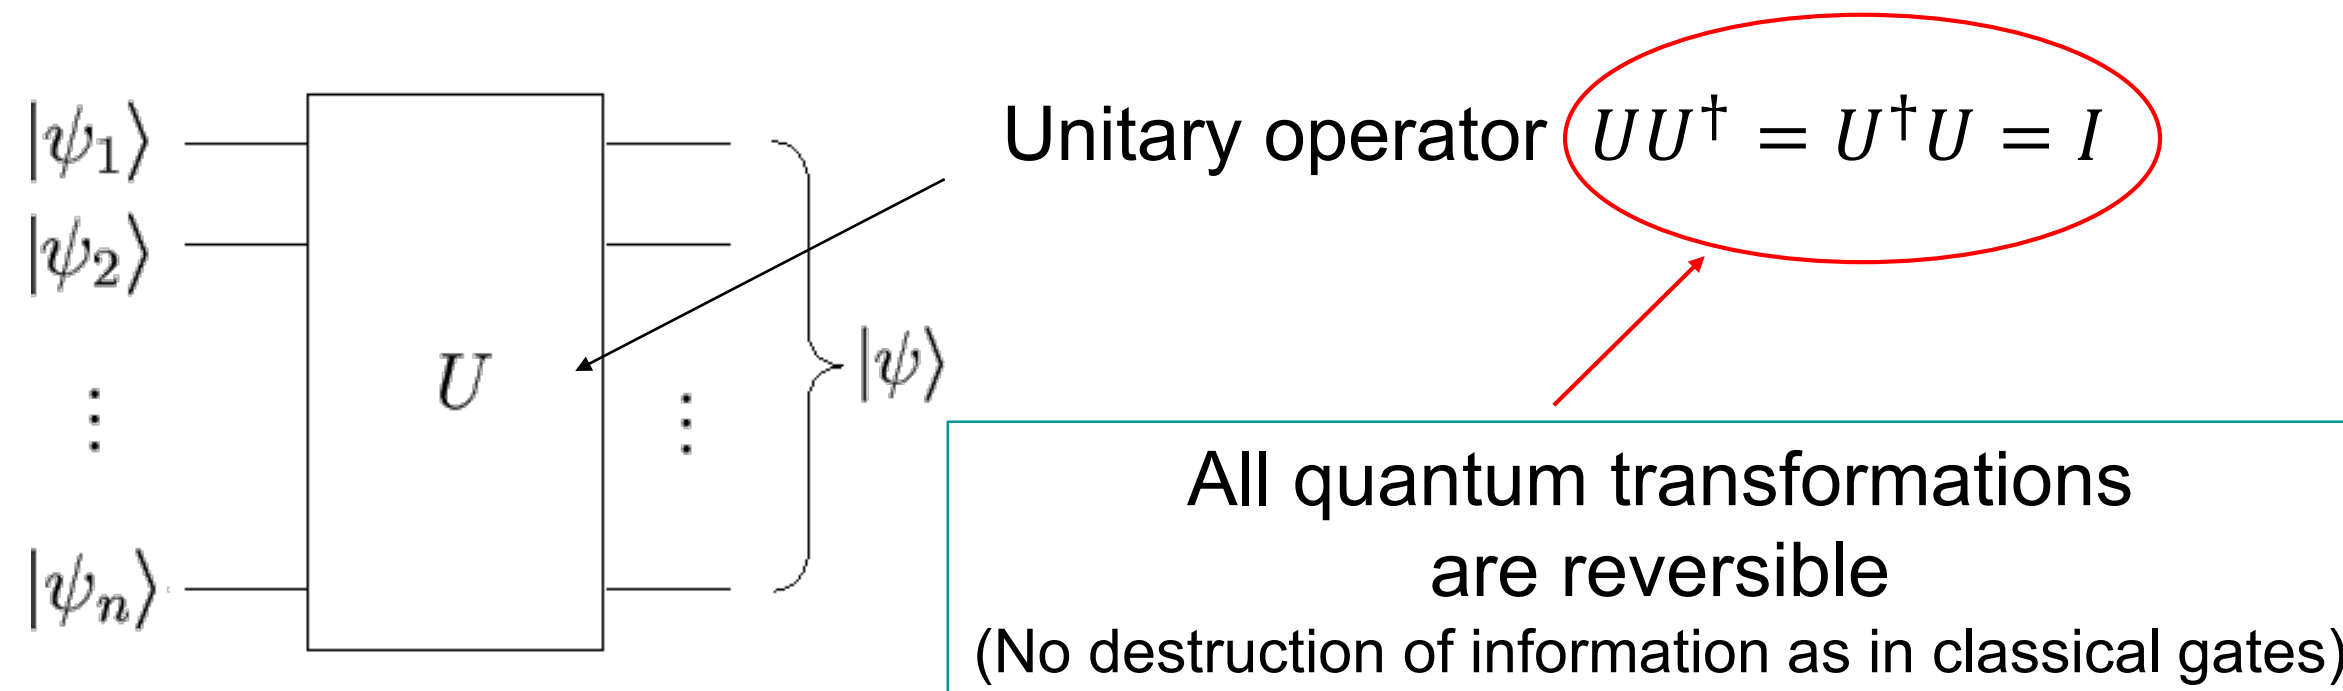 |ψ₁⟩
|ψ₂⟩
⋮
|ψₙ⟩
U
⋮
|ψ⟩
Unitary operator UU† = U†U = I
All quantum transformations
are reversible
(No destruction of information as in classical gates)